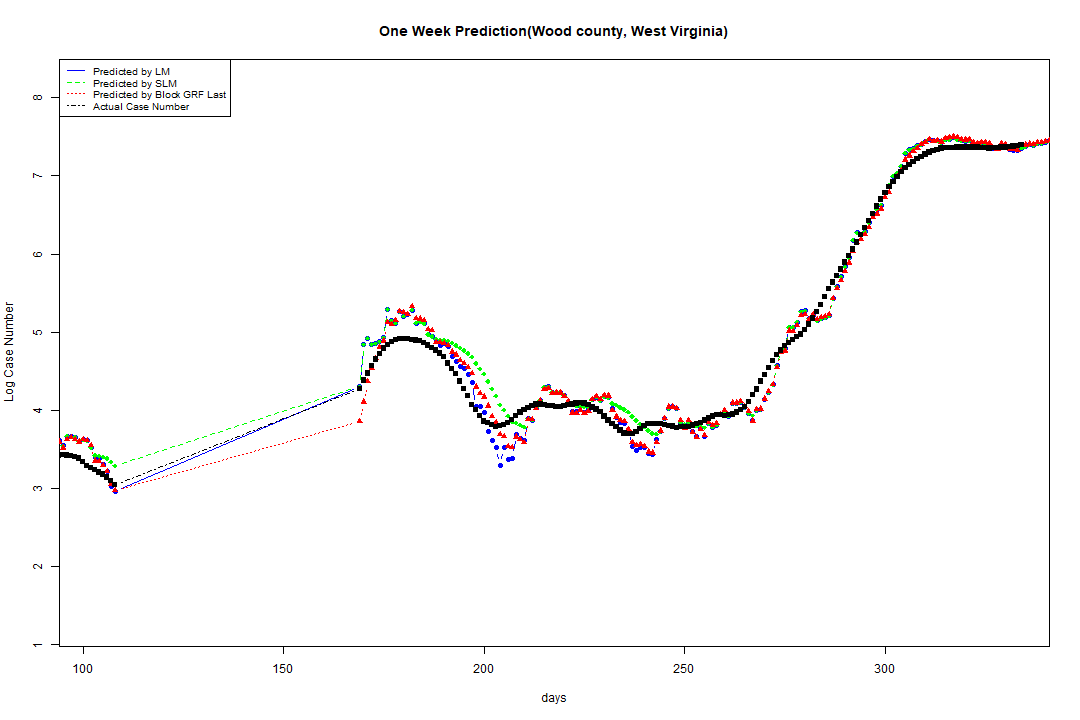 One Week Prediction(Wood county, West Virginia)
Predicted by LM
Predicted by SLM
Predicted by Block GRF Last
Actual Case Number
8
7
6
5
4
3
2
1
Log Case Number
100 150 200 250 300
days